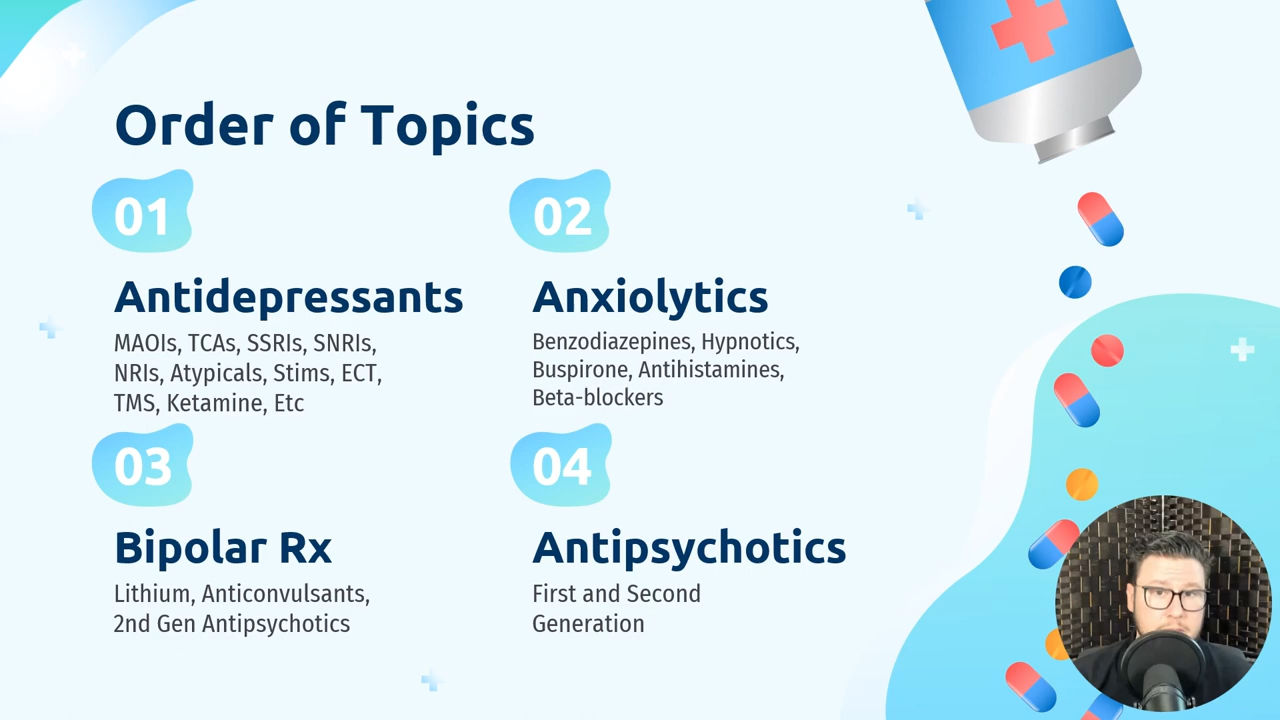 Order of Topics
01
Antidepressants
MAOIs, TCAs, SSRIs, SNRIs,
NRIs, Atypicals, Stims, ECT,
TMS, Ketamine, Etc
02
Anxiolytics
Benzodiazepines, Hypnotics,
Buspirone, Antihistamines,
Beta-blockers
03
Bipolar Rx
Lithium, Anticonvulsants,
2nd Gen Antipsychotics
04
Antipsychotics
First and Second
Generation